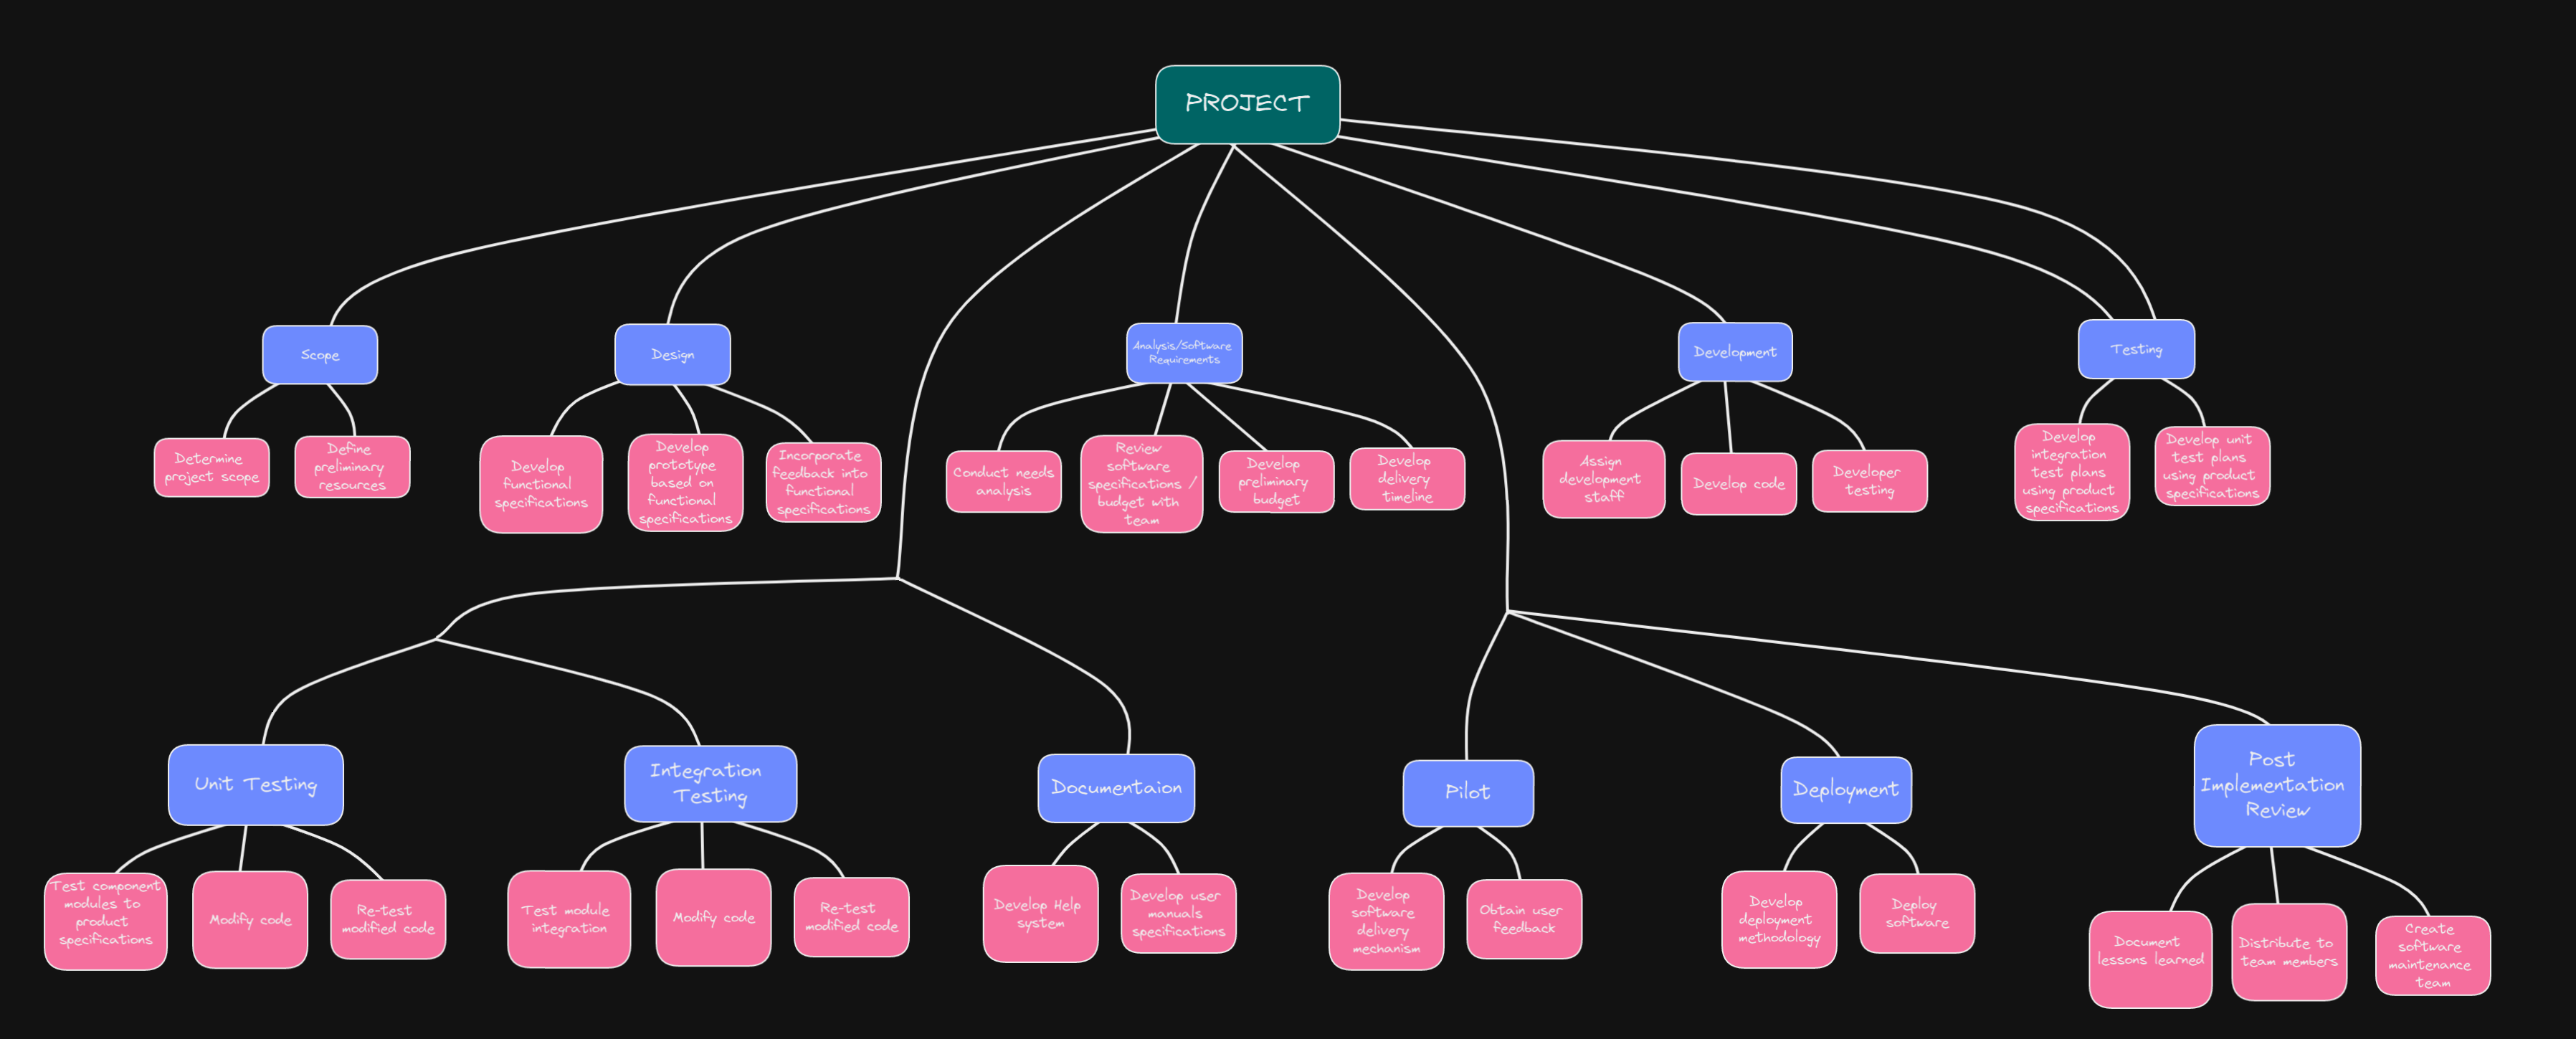 PROJECT
Scope
Design
Analysis/Software
Requirements
Development
Testing
Determine
project scope
Define
preliminary
resources
Develop
functional
specifications
Develop
prototype
based on
functional
specifications
Incorporate
feedback into
functional
specifications
Conduct needs
analysis
Review
software
specifications /
budget with
team
Develop
preliminary
budget
Develop
delivery
timeline
Assign
development
staff
Develop code
Developer
testing
Develop
integration
test plans
using product
specifications
Develop unit
test plans
using product
specifications
Unit Testing
Integration
Testing
Documentaion
Pilot
Deployment
Post
Implementation
Review
Test component
modules to
product
specifications
Modify code
Re-test
modified code
Test module
integration
Modify code
Re-test
modified code
Develop Help
system
Develop user
manuals
specifications
Develop
software
delivery
mechanism
Obtain user
feedback
Develop
deployment
methodology
Deploy
software
Document
lessons learned
Distribute to
team members
Create
software
maintenance
team